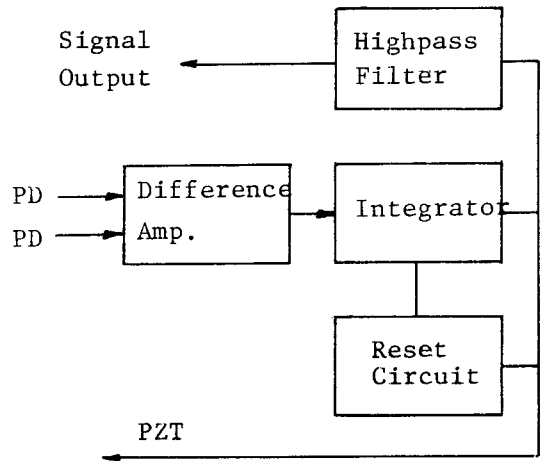 Signal
Output
Highpass
Filter
PD
PD
Difference
Amp.
Integrator
Reset
Circuit
PZT